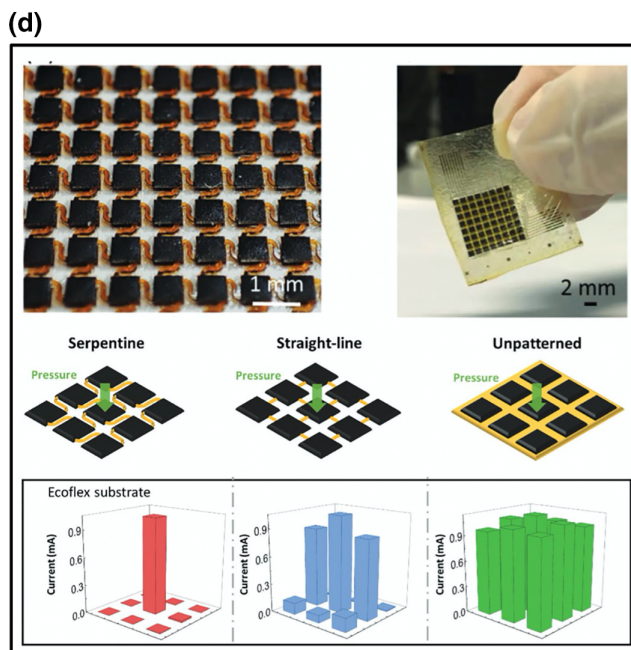 (d)
1 mm
2 mm
Serpentine
Straight-line
Unpatterned
Pressure
Pressure
Pressure
Ecoflex substrate
Current (mA)
0.9
0.6
0.3
0.0
Current (mA)
0.9
0.6
0.3
0.0
Current (mA)
0.9
0.6
0.3
0.0